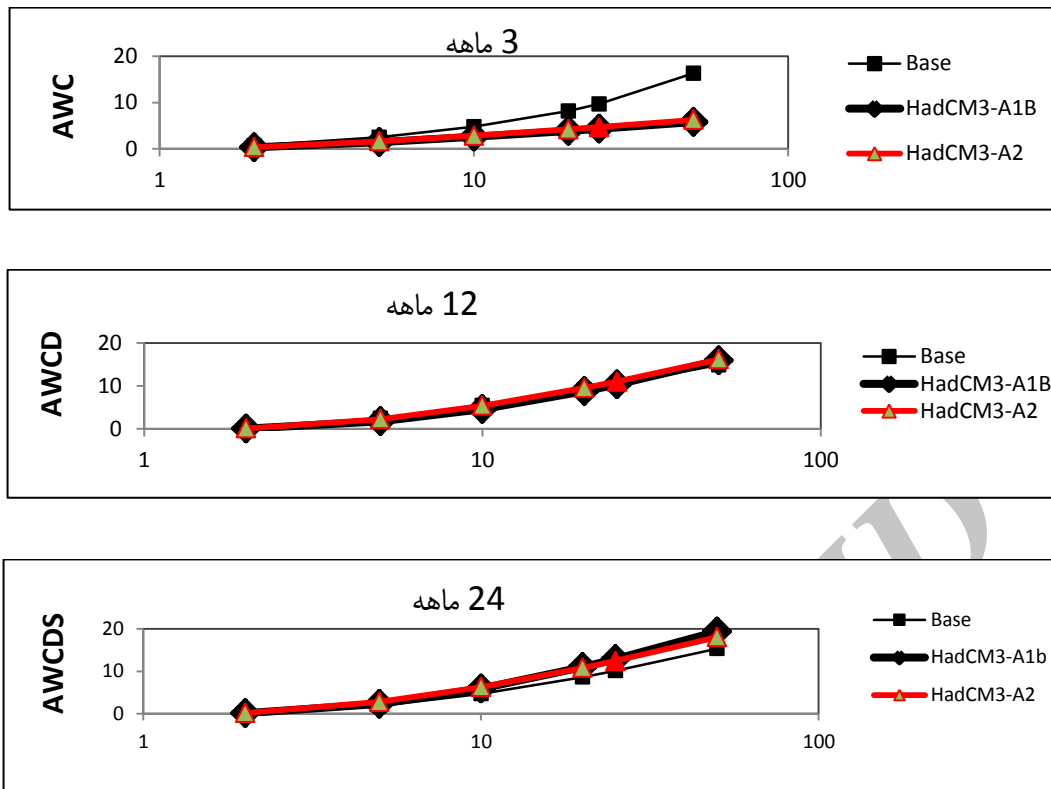 3 ماهه
AWC
20
10
0
1
10
100
Base
HadCM3-A1B
HadCM3-A2
12 ماهه
AWCD
20
10
0
1
10
100
Base
HadCM3-A1B
HadCM3-A2
24 ماهه
AWCDS
20
10
0
1
10
100
Base
HadCM3-A1b
HadCM3-A2